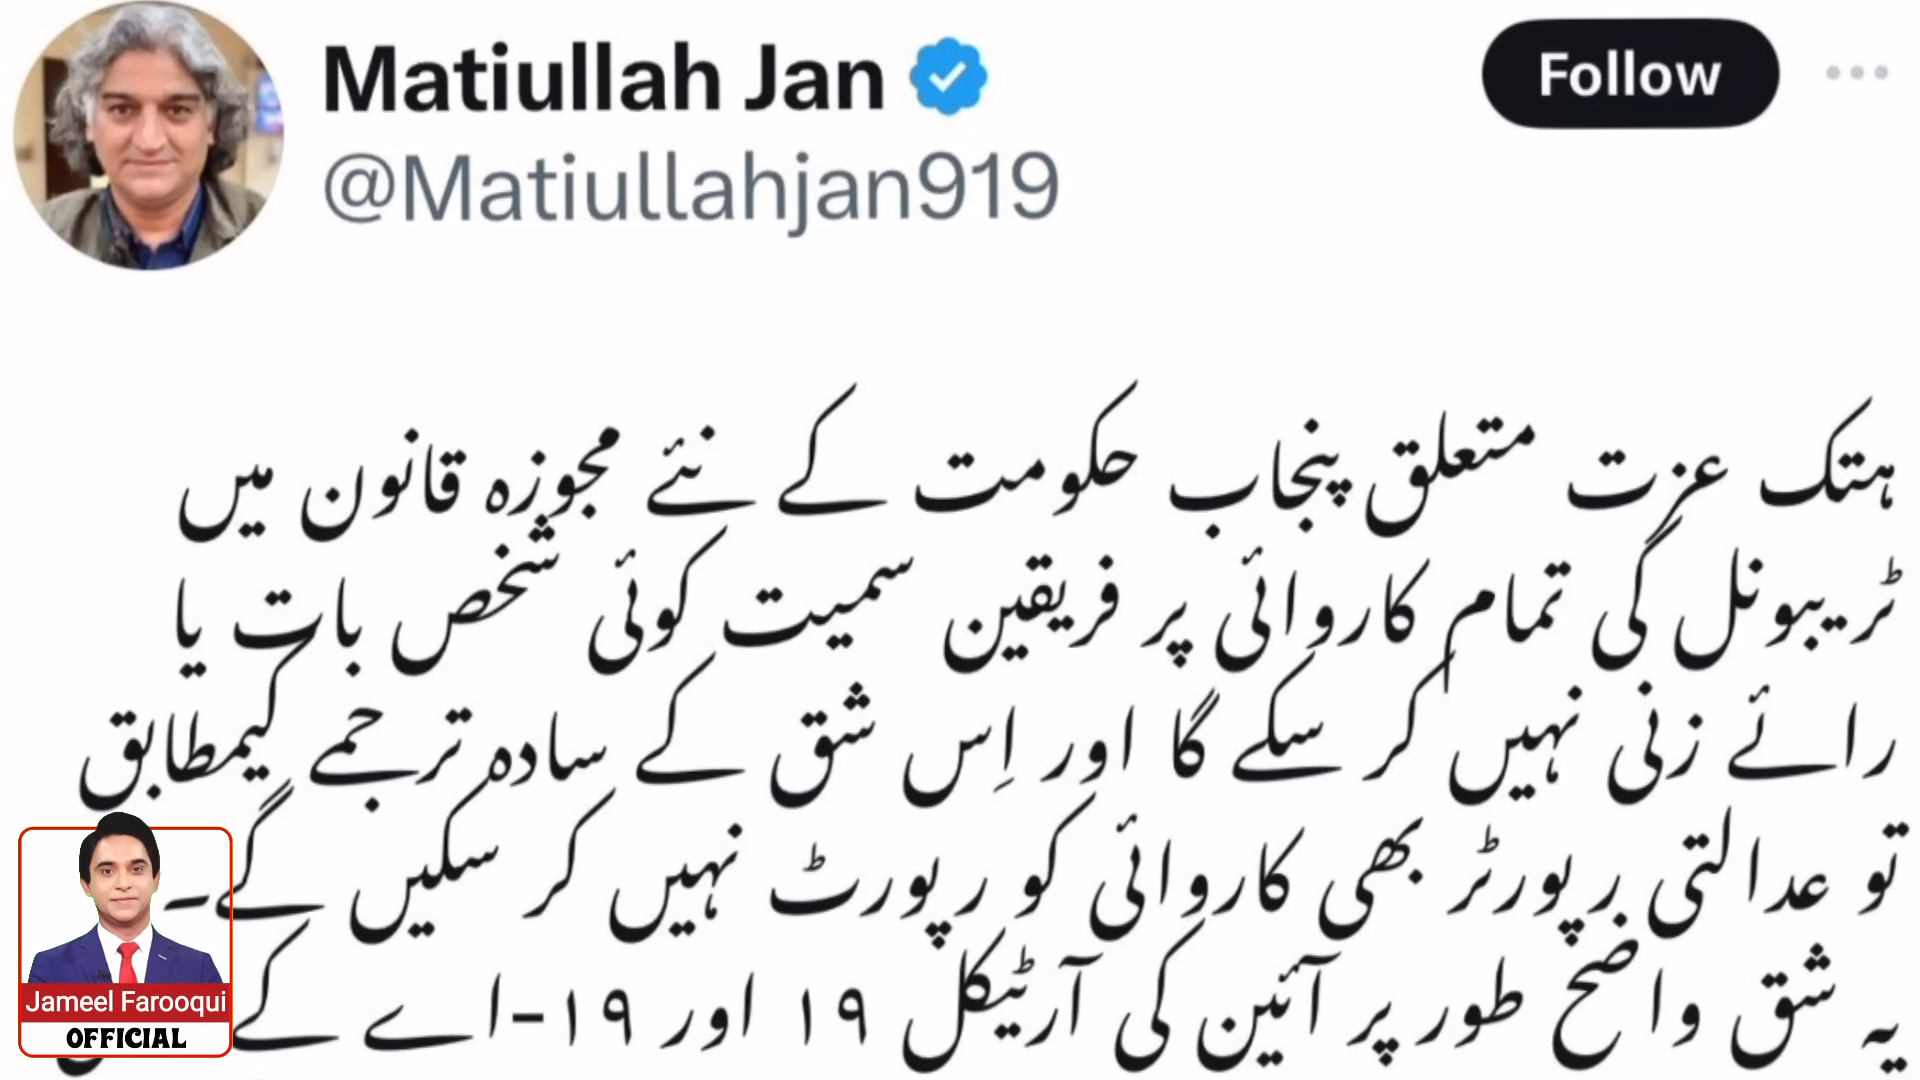 Matiullah Jan
Follow
@Matiullahjan919
ہتک عزت متعلق پنجاب حکومت کے نئے مجوزہ قانون میں
ٹریبونل کی تمام کاروائی پر فریقین سمیت کوئی شخص بات یا
رائے زنی نہیں کر سکے گا اور اِس شق کے سادہ ترجمے کیمطابق
تو عدالتی رپورٹر بھی کاروائی کو رپورٹ نہیں کر سکیں گے۔
یہ شق واضح طور پر آئین کی آرٹیکل ۱۹ اور ۱۹-اے کے
Jameel Farooqui
OFFICIAL